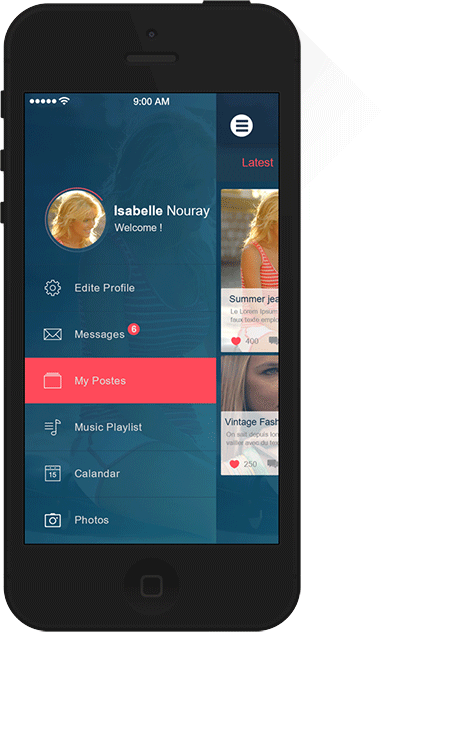 9:00 AM
Latest
Isabelle Nouray
Welcome !
Edite Profile
Messages 6
My Postes
Music Playlist
15 Calandar
Photos
Summer jea
Le Lorem Ipsum
faux texte emplo
400
Vintage Fash
On sait depuis lon
vailler avec du te
250